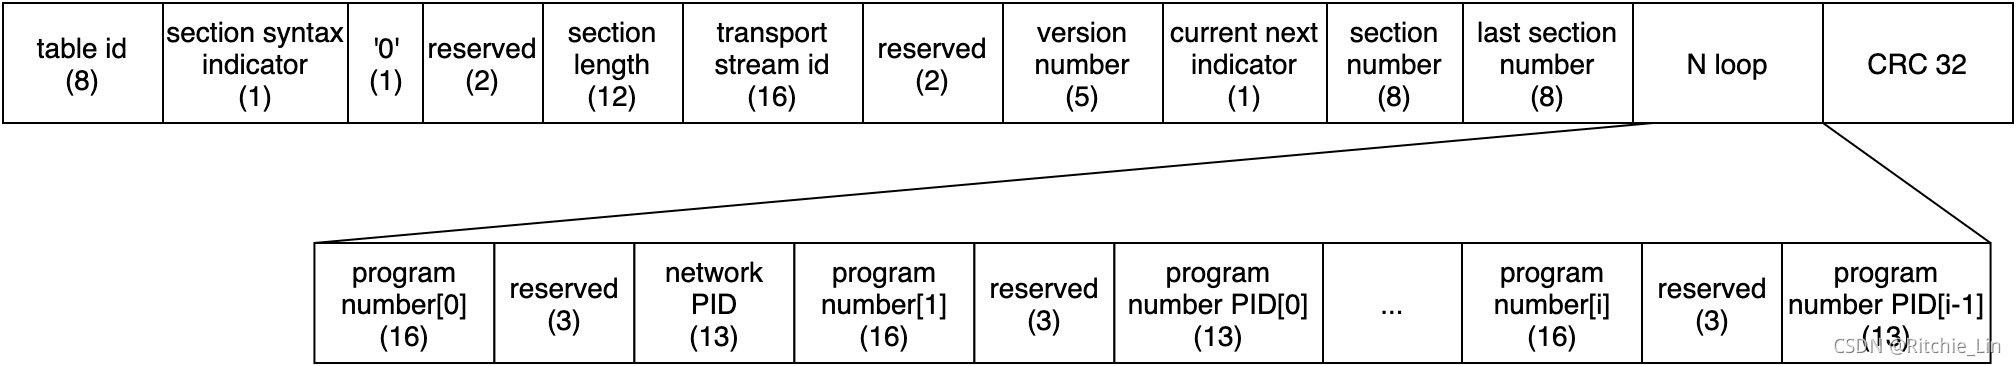 table id
(8)
section syntax
indicator
(1)
'0'
(1)
reserved
(2)
section
length
(12)
transport
stream id
(16)
reserved
(2)
version
number
(5)
current next
indicator
(1)
section
number
(8)
last section
number
(8)
N loop
CRC 32
program
number[0]
(16)
reserved
(3)
network
PID
(13)
program
number[1]
(16)
reserved
(3)
program
number PID[0]
(13)
...
program
number[i]
(16)
reserved
(3)
program
number PID[i-1]
(13)
CSDN @Ritchie_Lin